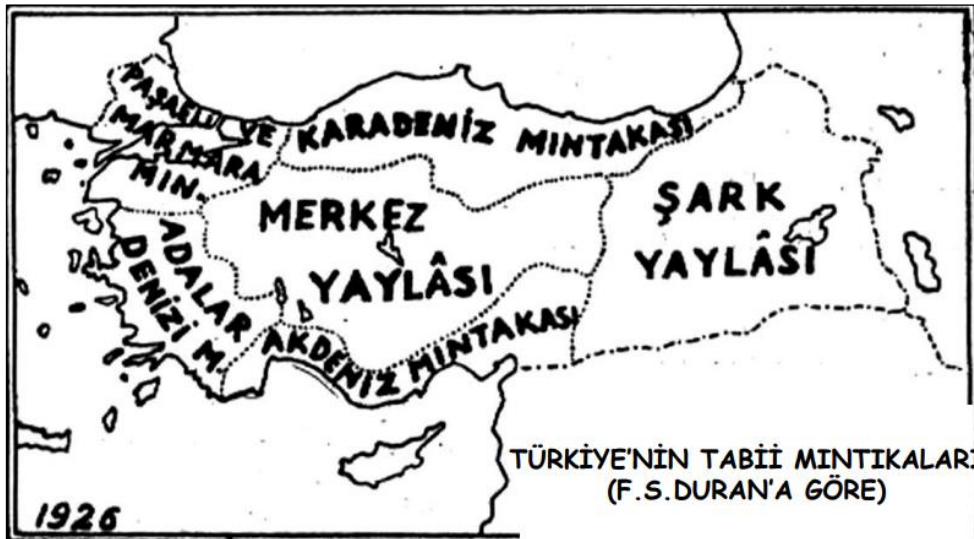 PAŞAELİ VE
MARMARA
MIN.
KARADENİZ MINTAKASI
MERKEZ
YAYLÂSI
ŞARK
YAYLÂSI
ADALAR
DENİZİ M.
AKDENİZ MINTAKASI
1926
TÜRKİYE'NİN TABİİ MINTIKALARI
(F.S.DURAN'A GÖRE)